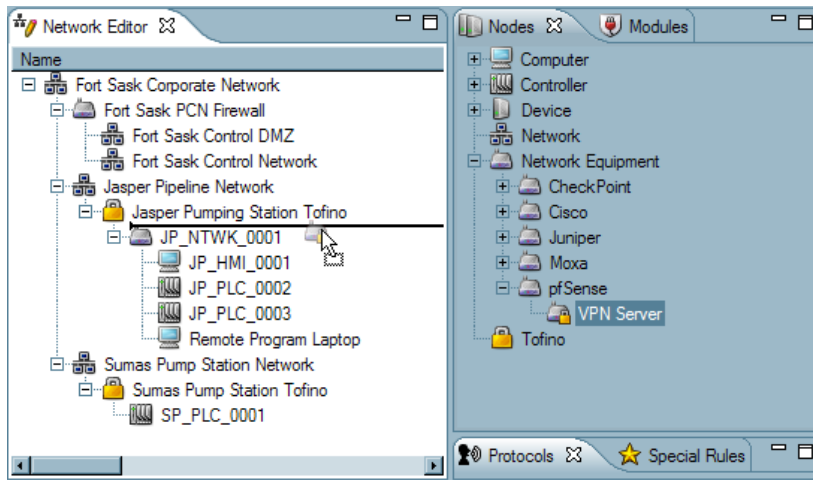 Network Editor
Name
Fort Sask Corporate Network
Fort Sask PCN Firewall
Fort Sask Control DMZ
Fort Sask Control Network
Jasper Pipeline Network
Jasper Pumping Station Tofino
JP_NTWK_0001
JP_HMI_0001
JP_PLC_0002
JP_PLC_0003
Remote Program Laptop
Sumas Pump Station Network
Sumas Pump Station Tofino
SP_PLC_0001
Nodes Modules
Computer
Controller
Device
Network
Network Equipment
CheckPoint
Cisco
Juniper
Moxa
pfSense
VPN Server
Tofino
Protocols Special Rules